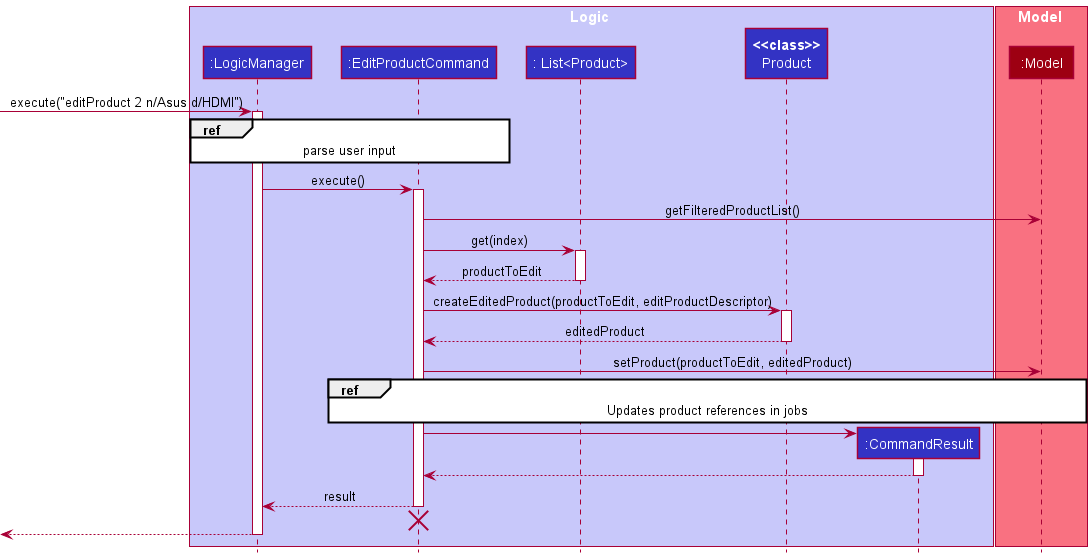 Logic
Model
:LogicManager
:EditProductCommand
: List<Product>
<<class>>
Product
:Model
execute("editProduct 2 n/Asus d/HDMI")
ref
parse user input
execute()
getFilteredProductList()
get(index)
productToEdit
createEditedProduct(productToEdit, editProductDescriptor)
editedProduct
setProduct(productToEdit, editedProduct)
ref
Updates product references in jobs
:CommandResult
result